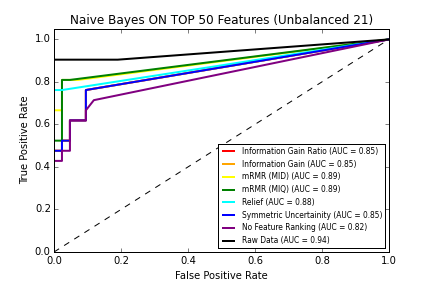 Naive Bayes ON TOP 50 Features (Unbalanced 21)
1.0
0.8
0.6
0.4
0.2
0.0
True Positive Rate
Information Gain Ratio (AUC = 0.85)
Information Gain (AUC = 0.85)
mRMR (MID) (AUC = 0.89)
mRMR (MIQ) (AUC = 0.89)
Relief (AUC = 0.88)
Symmetric Uncertainity (AUC = 0.85)
No Feature Ranking (AUC = 0.82)
Raw Data (AUC = 0.94)
0.0 0.2 0.4 0.6 0.8 1.0
False Positive Rate